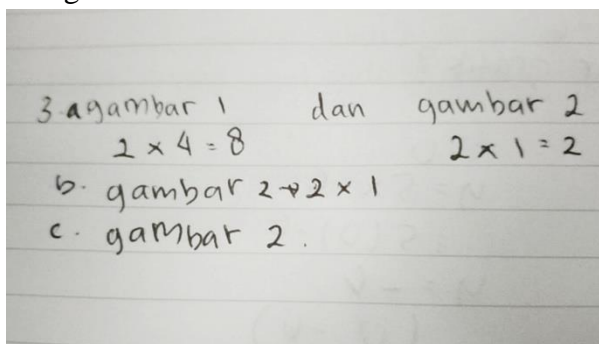 3.a gambar 1 dan gambar 2
2 × 4 = 8 2 × 1 = 2
b. gambar 2 → 2 × 1
c. gambar 2.